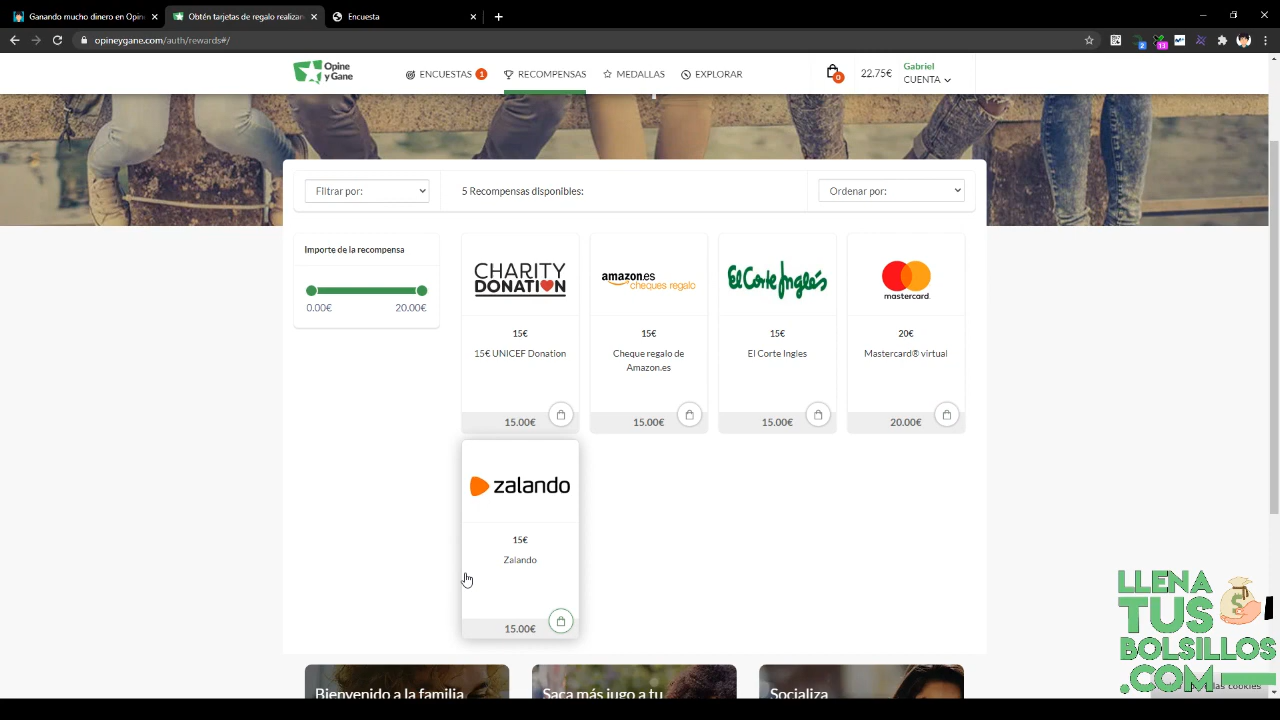 Ganando mucho dinero en Opin
Obtén tarjetas de regalo realizan
Encuesta
opineygane.com/auth/rewards#/
2
13
Opine
y Gane
ENCUESTAS 1
RECOMPENSAS
MEDALLAS
EXPLORAR
0
22.75€
Gabriel
CUENTA
Filtrar por:
5 Recompensas disponibles:
Ordenar por:
Importe de la recompensa
0.00€
20.00€
CHARITY
DONATION
15€
15€ UNICEF Donation
15.00€
amazon.es
cheques regalo
15€
Cheque regalo de
Amazon.es
15.00€
El Corte Inglés
15€
El Corte Ingles
15.00€
mastercard.
20€
Mastercard® virtual
20.00€
zalando
15€
Zalando
15.00€
Bienvenido a la familia
Saca más jugo a tu
Socializa
LLENA
TUS
BOLSILLOS
.COM
las cookies